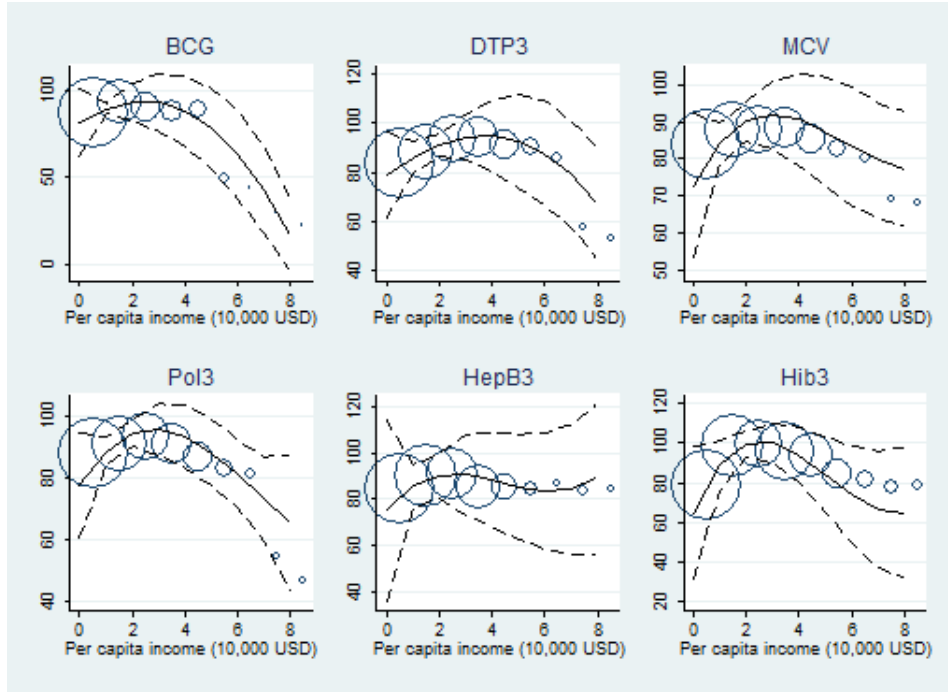 BCG
DTP3
MCV
0 50 100
40 60 80 100 120
50 60 70 80 90 100
0 2 4 6 8
0 2 4 6 8
0 2 4 6 8
Per capita income (10,000 USD)
Per capita income (10,000 USD)
Per capita income (10,000 USD)
Pol3
HepB3
Hib3
40 60 80 100
40 60 80 100 120
20 40 60 80 100 120
0 2 4 6 8
0 2 4 6 8
0 2 4 6 8
Per capita income (10,000 USD)
Per capita income (10,000 USD)
Per capita income (10,000 USD)